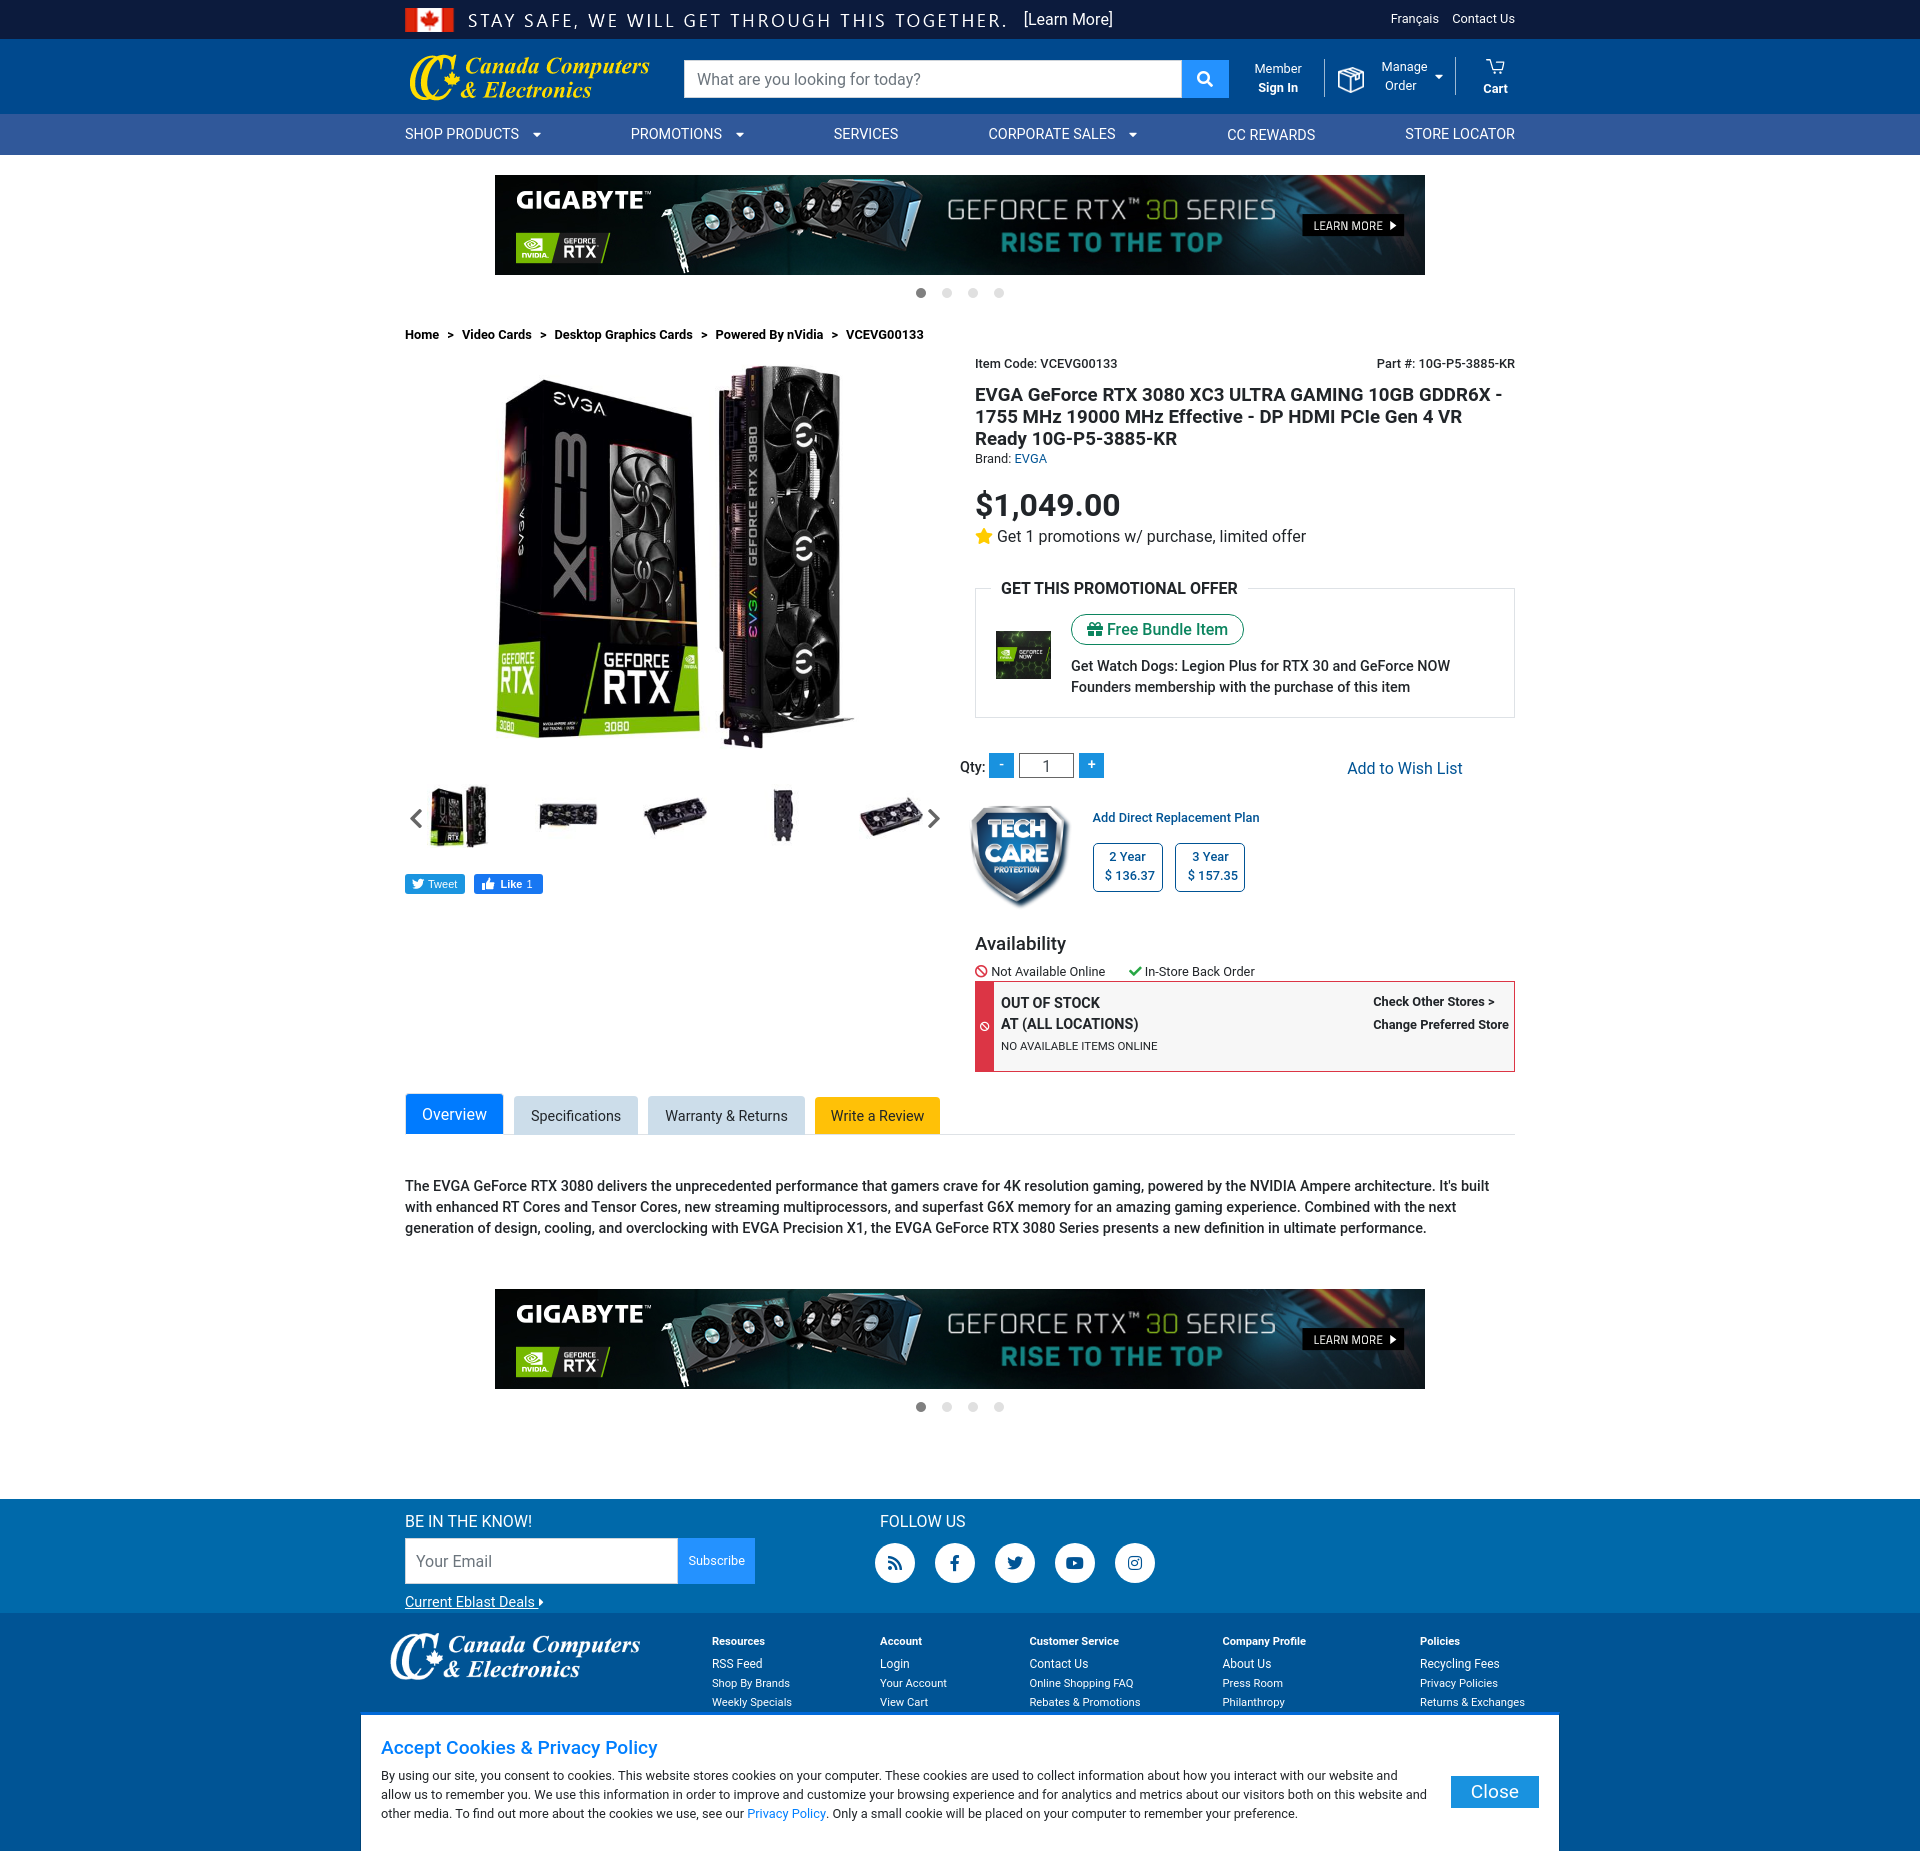 STAY SAFE, WE WILL GET THROUGH THIS TOGETHER. [Learn More]
Français Contact Us
Canada Computers
& Electronics
What are you looking for today?
Member
Sign In
Manage
Order
Cart
SHOP PRODUCTS PROMOTIONS SERVICES CORPORATE SALES CC REWARDS STORE LOCATOR
GIGABYTE™
NVIDIA. GEFORCE RTX™
GEFORCE RTX™ 30 SERIES
RISE TO THE TOP
LEARN MORE
Home > Video Cards > Desktop Graphics Cards > Powered By nVidia > VCEVG00133
EVGA
XC3
EVGA
GEFORCE RTX
GEFORCE RTX
3080
3080
EVGA | GEFORCE RTX 3080
Tweet
Like 1
Item Code: VCEVG00133 Part #: 10G-P5-3885-KR
EVGA GeForce RTX 3080 XC3 ULTRA GAMING 10GB GDDR6X -
1755 MHz 19000 MHz Effective - DP HDMI PCIe Gen 4 VR
Ready 10G-P5-3885-KR
Brand: EVGA
$1,049.00
Get 1 promotions w/ purchase, limited offer
GET THIS PROMOTIONAL OFFER
GEFORCE NOW
Free Bundle Item
Get Watch Dogs: Legion Plus for RTX 30 and GeForce NOW
Founders membership with the purchase of this item
Qty: - 1 +
Add to Wish List
TECH
CARE
PROTECTION
Add Direct Replacement Plan
2 Year
$ 136.37
3 Year
$ 157.35
Availability
Not Available Online In-Store Back Order
OUT OF STOCK
AT (ALL LOCATIONS)
NO AVAILABLE ITEMS ONLINE
Check Other Stores >
Change Preferred Store
Overview Specifications Warranty & Returns Write a Review
The EVGA GeForce RTX 3080 delivers the unprecedented performance that gamers crave for 4K resolution gaming, powered by the NVIDIA Ampere architecture. It's built
with enhanced RT Cores and Tensor Cores, new streaming multiprocessors, and superfast G6X memory for an amazing gaming experience. Combined with the next
generation of design, cooling, and overclocking with EVGA Precision X1, the EVGA GeForce RTX 3080 Series presents a new definition in ultimate performance.
GIGABYTE™
NVIDIA. GEFORCE RTX™
GEFORCE RTX™ 30 SERIES
RISE TO THE TOP
LEARN MORE
BE IN THE KNOW!
Your Email
Subscribe
Current Eblast Deals
FOLLOW US
Canada Computers
& Electronics
Resources
RSS Feed
Shop By Brands
Weekly Specials
Account
Login
Your Account
View Cart
Customer Service
Contact Us
Online Shopping FAQ
Rebates & Promotions
Company Profile
About Us
Press Room
Philanthropy
Policies
Recycling Fees
Privacy Policies
Returns & Exchanges
Accept Cookies & Privacy Policy
By using our site, you consent to cookies. This website stores cookies on your computer. These cookies are used to collect information about how you interact with our website and
allow us to remember you. We use this information in order to improve and customize your browsing experience and for analytics and metrics about our visitors both on this website and
other media. To find out more about the cookies we use, see our Privacy Policy. Only a small cookie will be placed on your computer to remember your preference.
Close